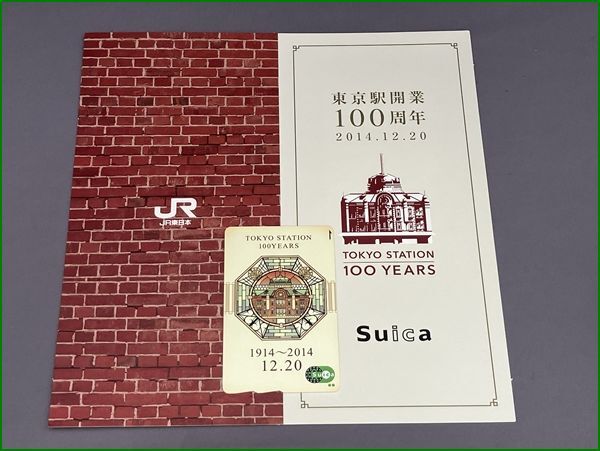 JR
JR東日本
東京駅開業
100周年
2014.12.20
TOKYO STATION
100 YEARS
Suica
TOKYO STATION
100YEARS
1914~2014
12.20
Suica